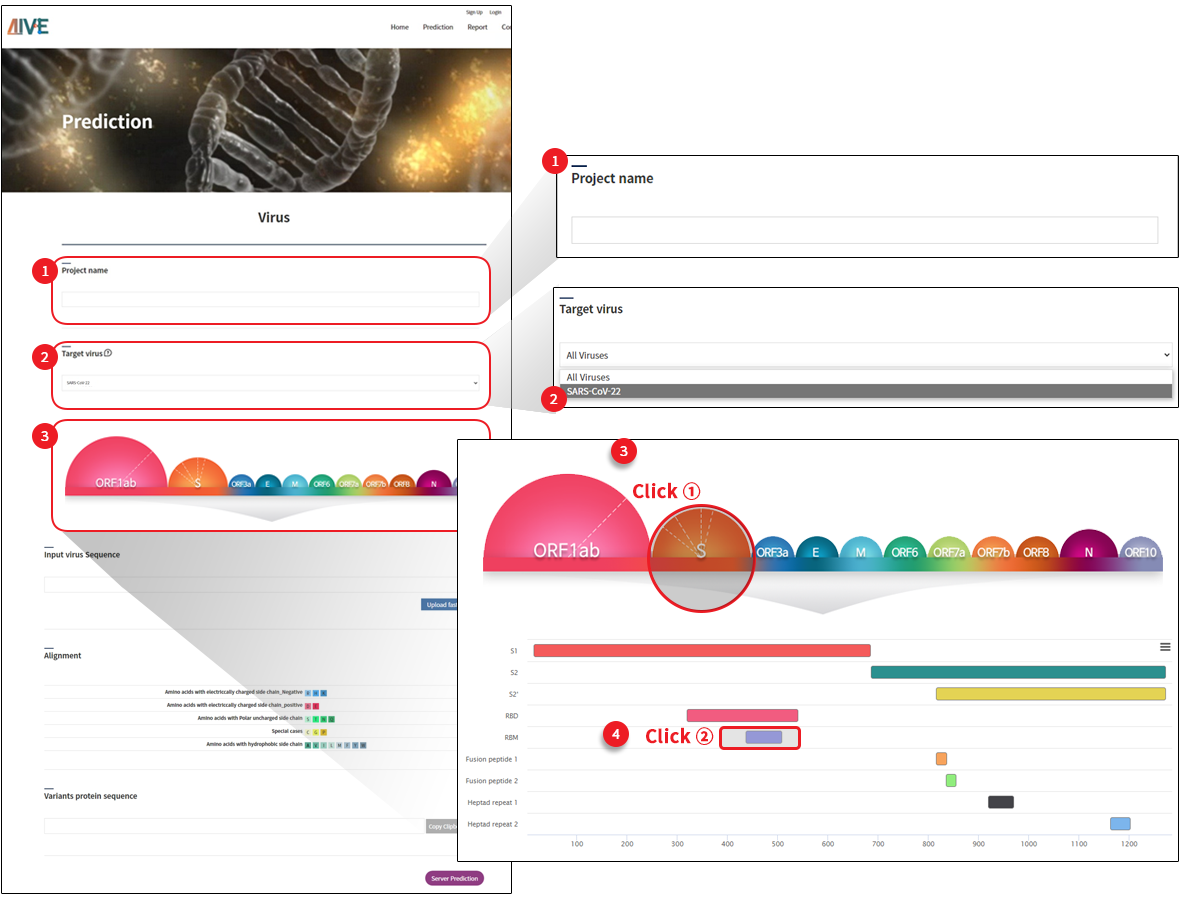 Sign Up Login
AIVE
Home Prediction Report Co
Prediction
Virus
1
Project name
2
Target virus
SARS-CoV-22
3
ORF1ab S ORF3a E M ORF6 ORF7a ORF7b ORF8 N
Input virus Sequence
Upload fast
Alignment
Amino acids with electriccally charged side chain_Negative
Amino acids with electriccally charged side chain_positive
Amino acids with Polar uncharged side chain
Special cases C G P
Amino acids with hydrophobic side chain
Variants protein sequence
Copy Clipb
Server Prediction
1
Project name
Target virus
All Viruses
All Viruses
2
SARS-CoV-22
3
Click ①
ORF1ab S ORF3a E M ORF6 ORF7a ORF7b ORF8 N ORF10
S1
S2
S2'
RBD
4 Click ② RBM
Fusion peptide 1
Fusion peptide 2
Heptad repeat 1
Heptad repeat 2
100 200 300 400 500 600 700 800 900 1000 1100 1200